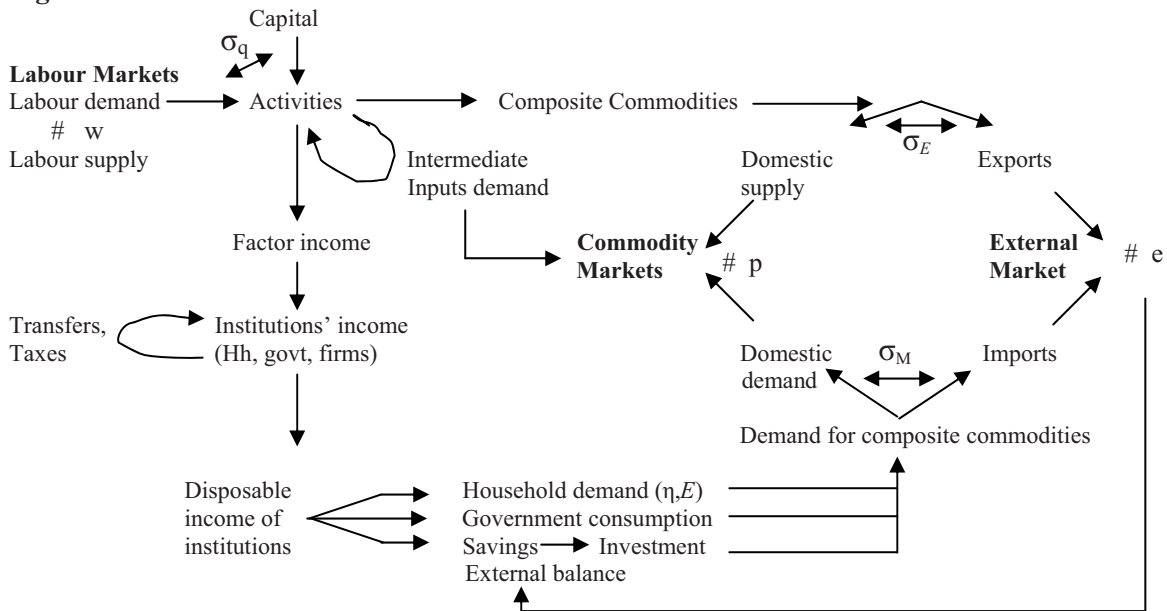 Capital
σq
Labour Markets
Labour demand
# w
Labour supply
Activities
Composite Commodities
σE
Intermediate
Inputs demand
Domestic
supply
Exports
Factor income
Commodity
Markets
# p
External
Market
# e
Transfers,
Taxes
Institutions’ income
(Hh, govt, firms)
Domestic
demand
σM
Imports
Demand for composite commodities
Disposable
income of
institutions
Household demand (η,E)
Government consumption
Savings
Investment
External balance